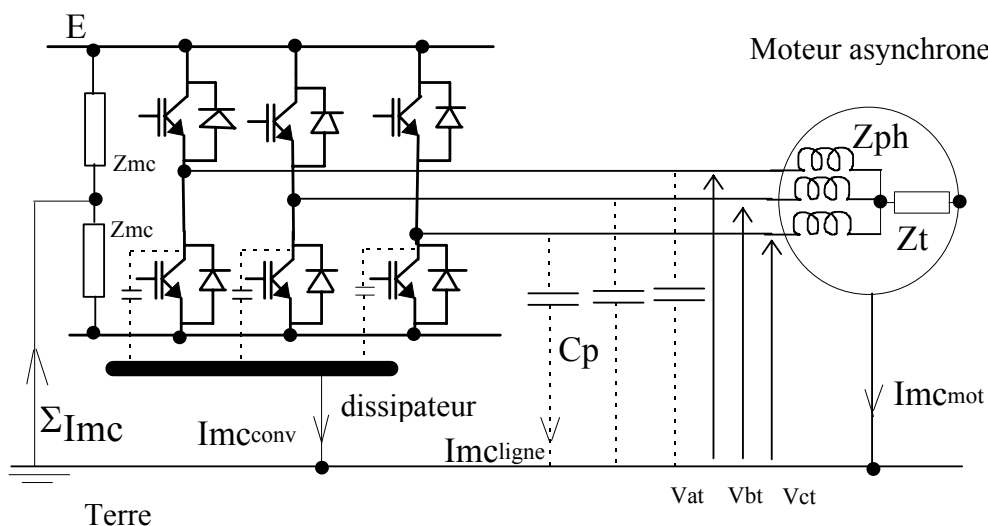 E
Moteur asynchrone
Zph
Zmc
Zmc
Zt
Cp
ΣImc
dissipateur
Imcconv
Imcligne
Imcmot
Vat
Vbt
Vct
Terre